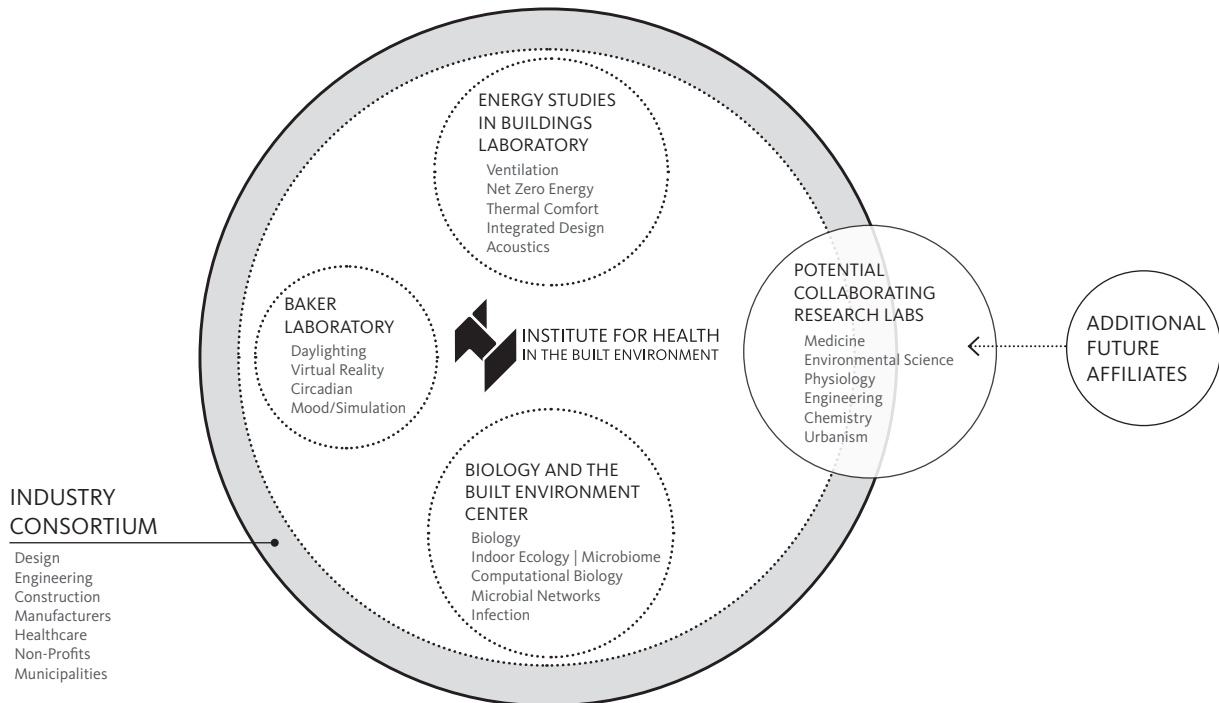 ENERGY STUDIES
IN BUILDINGS
LABORATORY
Ventilation
Net Zero Energy
Thermal Comfort
Integrated Design
Acoustics
BAKER
LABORATORY
Daylighting
Virtual Reality
Circadian
Mood/Simulation
INSTITUTE FOR HEALTH
IN THE BUILT ENVIRONMENT
POTENTIAL
COLLABORATING
RESEARCH LABS
Medicine
Environmental Science
Physiology
Engineering
Chemistry
Urbanism
ADDITIONAL
FUTURE
AFFILIATES
BIOLOGY AND THE
BUILT ENVIRONMENT
CENTER
Biology
Indoor Ecology | Microbiome
Computational Biology
Microbial Networks
Infection
INDUSTRY
CONSORTIUM
Design
Engineering
Construction
Manufacturers
Healthcare
Non-Profits
Municipalities